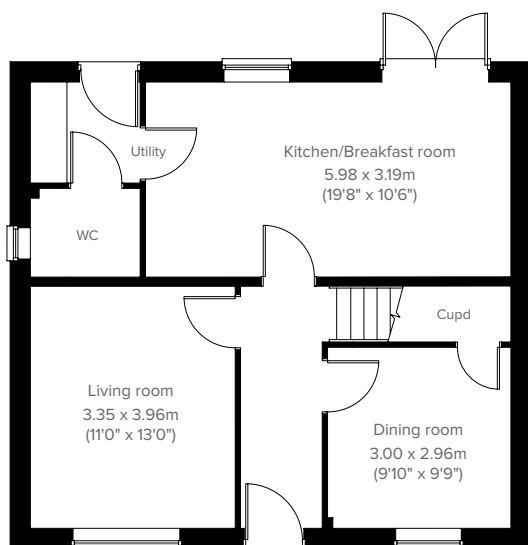 Utility
Kitchen/Breakfast room
5.98 x 3.19m
(19'8" x 10'6")
WC
Cupd
Living room
3.35 x 3.96m
(11'0" x 13'0")
Dining room
3.00 x 2.96m
(9'10" x 9'9")